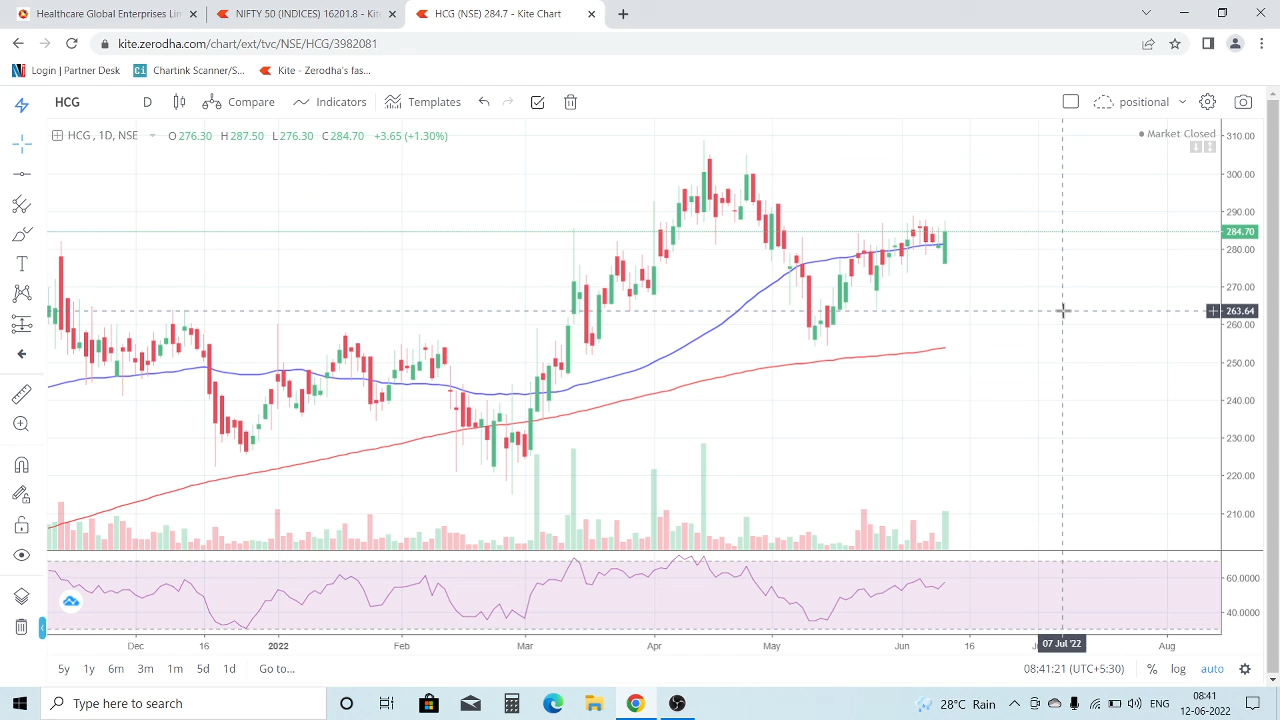 Healthcare Global Enterprises Li
NIFTY 50 (INDICES) 16201.8 - Kite
HCG (NSE) 284.7 - Kite Chart
kite.zerodha.com/chart/ext/tvc/NSE/HCG/3982081
Login | Partner Desk
Chartink Scanner/S...
Kite - Zerodha's fas...
HCG
D
Compare
Indicators
Templates
positional
HCG , 1D, NSE
O 276.30 H 287.50 L 276.30 C 284.70 +3.65 (+1.30%)
Market Closed
310.00
300.00
290.00
284.70
280.00
270.00
263.64
260.00
250.00
240.00
230.00
220.00
210.00
60.0000
40.0000
Dec
16
2022
Feb
Mar
Apr
May
Jun
16
07 Jul '22
Aug
5y
1y
6m
3m
1m
5d
1d
Go to...
08:41:21 (UTC+5:30)
%
log
auto
Type here to search
28°C Rain
ENG
08:41
12-06-2022